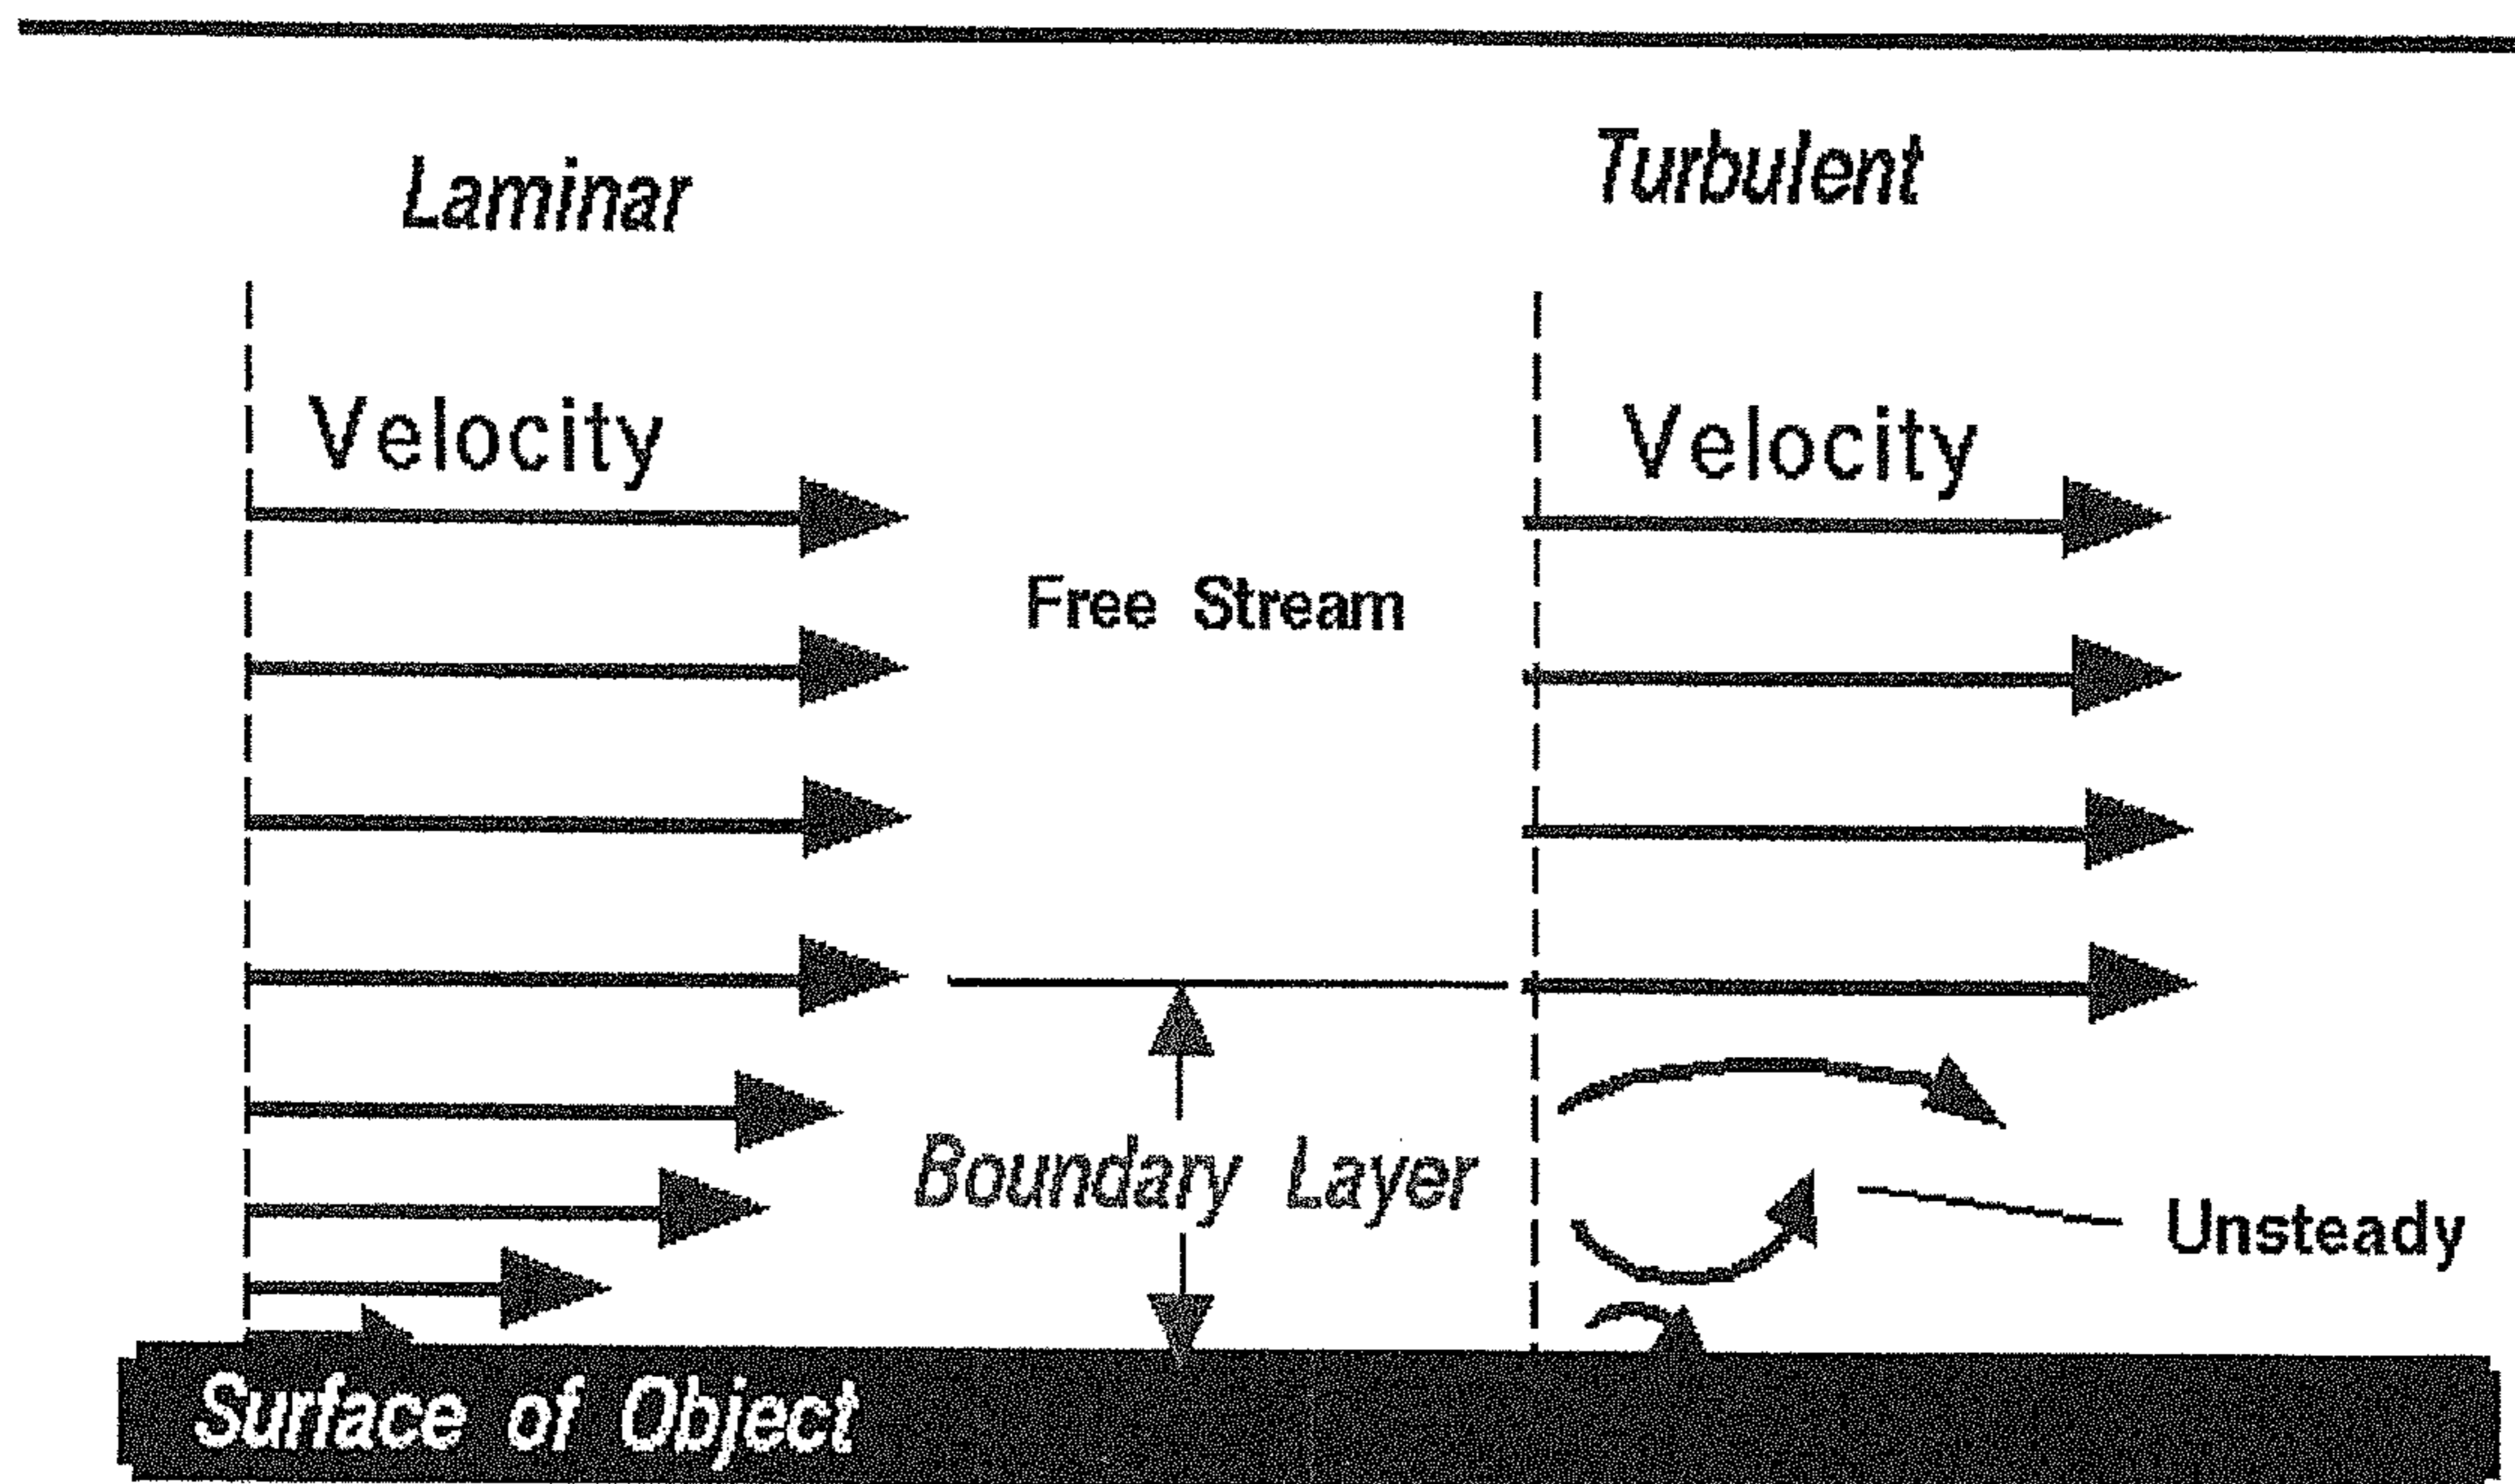 Laminar
Turbulent
Velocity
Velocity
Free Stream
Boundary Layer
Unsteady
Surface of Object